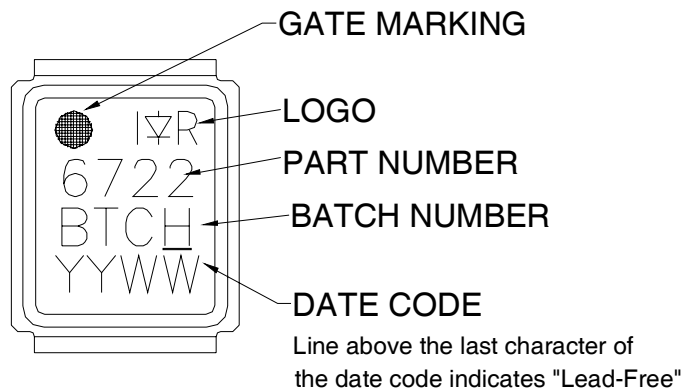 GATE MARKING
I R
LOGO
6722
PART NUMBER
BTCH
BATCH NUMBER
YYWW
DATE CODE
Line above the last character of
the date code indicates "Lead-Free"